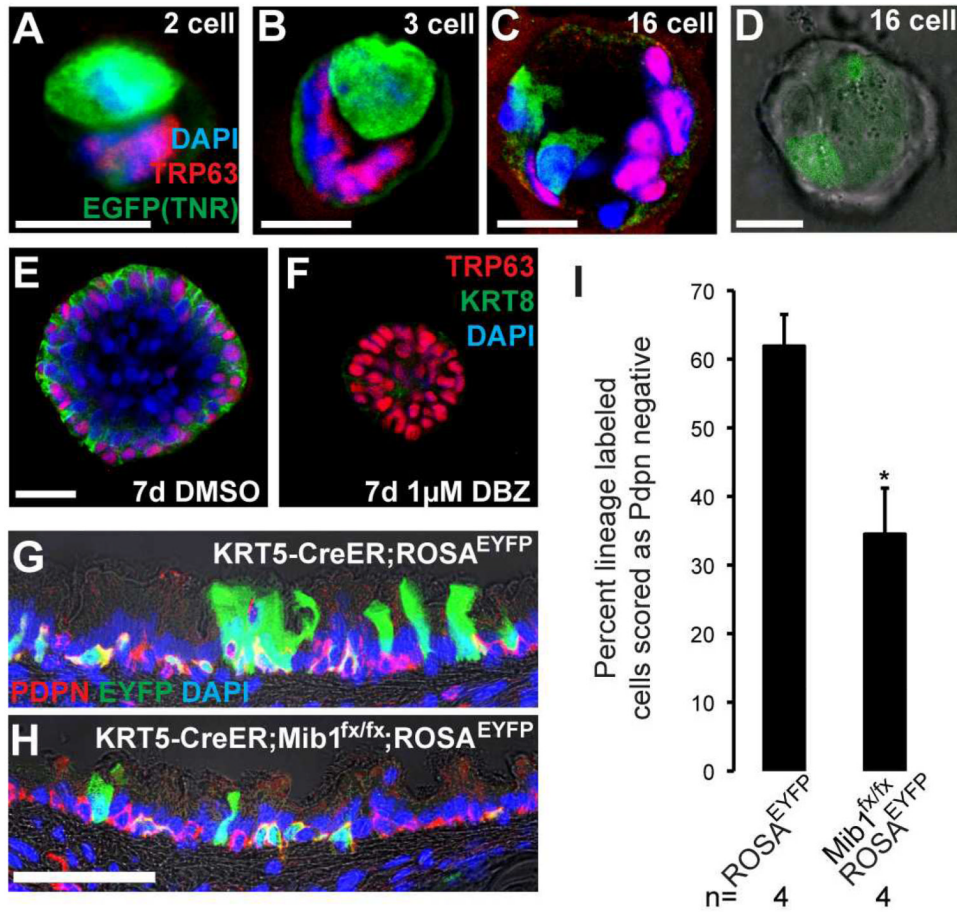 A 2 cell
DAPI
TRP63
EGFP(TNR)
B 3 cell
C 16 cell
D 16 cell
E
7d DMSO
F
TRP63
KRT8
DAPI
7d 1µM DBZ
G KRT5-CreER;ROSA^EYFP
PDPN EYFP DAPI
H KRT5-CreER;Mib1^fx/fx;ROSA^EYFP
I
Percent lineage labeled
cells scored as Pdpn negative
70
60
50
40
30
20
10
0
*
ROSA^EYFP
Mib1^fx/fx
ROSA^EYFP
n= 4 4